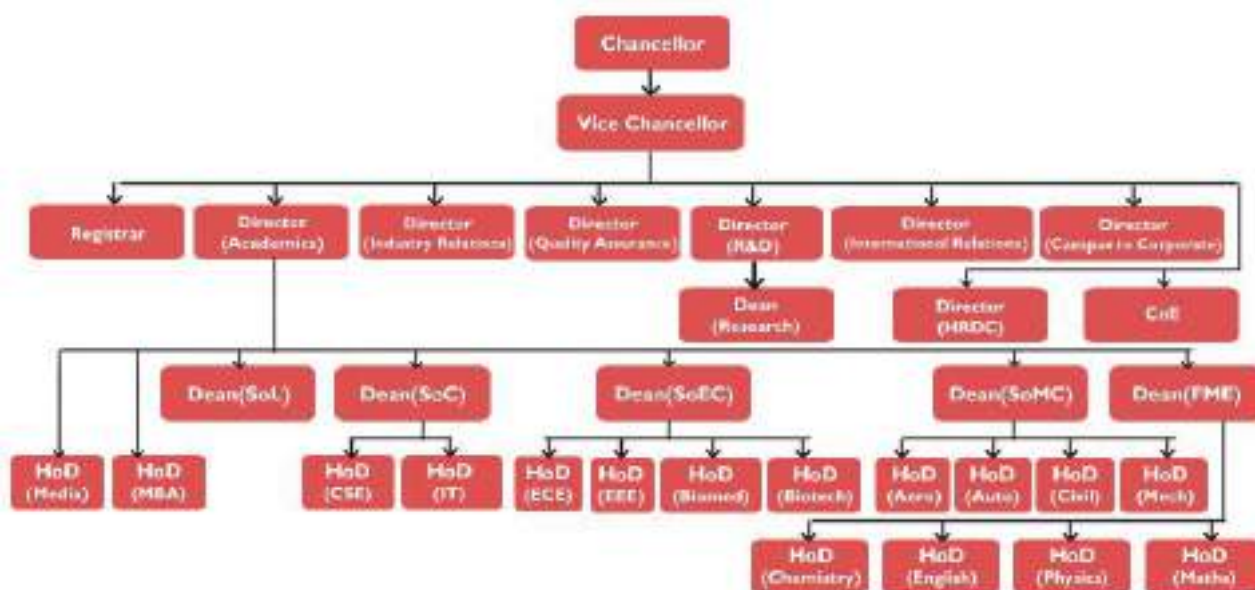 Chancellor
Vice Chancellor
Registrar
Director
(Academics)
Director
(Industry Relations)
Director
(Quality Assurance)
Director
(R&D)
Director
(International Relations)
Director
(Campus to Corporate)
Dean
(Research)
Director
(HRDC)
CoE
Dean(SoL)
Dean(SoC)
Dean(SoEC)
Dean(SoMC)
Dean(FME)
HoD
(Media)
HoD
(MBA)
HoD
(CSE)
HoD
(IT)
HoD
(ECE)
HoD
(EEE)
HoD
(Biomed)
HoD
(Biotech)
HoD
(Aero)
HoD
(Auto)
HoD
(Civil)
HoD
(Mech)
HoD
(Chemistry)
HoD
(English)
HoD
(Physics)
HoD
(Maths)